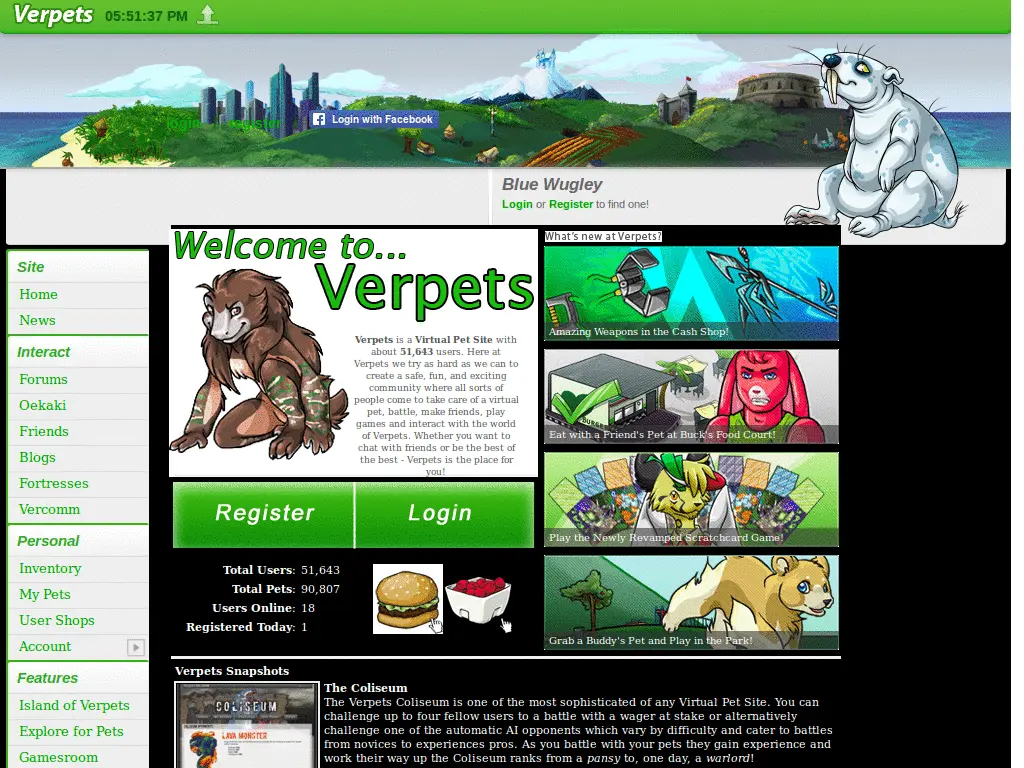 Verpets 05:51:37 PM
login register Login with Facebook
Blue Wugley
Login or Register to find one!
Site
Home
News
Interact
Forums
Oekaki
Friends
Blogs
Fortresses
Vercomm
Personal
Inventory
My Pets
User Shops
Account
Features
Island of Verpets
Explore for Pets
Gamesroom
Welcome to...
Verpets
Verpets is a Virtual Pet Site with
about 51,643 users. Here at
Verpets we try as hard as we can to
create a safe, fun, and exciting
community where all sorts of
people come to take care of a virtual
pet, battle, make friends, play
games and interact with the world
of Verpets. Whether you want to
chat with friends or be the best of
the best - Verpets is the place for
you!
Register Login
Total Users: 51,643
Total Pets: 90,807
Users Online: 18
Registered Today: 1
What's new at Verpets?
Amazing Weapons in the Cash Shop!
Eat with a Friend's Pet at Buck's Food Court!
Play the Newly Revamped Scratchcard Game!
Grab a Buddy's Pet and Play in the Park!
Verpets Snapshots
COLISEUM
LAVA MONSTER
The Coliseum
The Verpets Coliseum is one of the most sophisticated of any Virtual Pet Site. You can
challenge up to four fellow users to a battle with a wager at stake or alternatively
challenge one of the automatic AI opponents which vary by difficulty and cater to battles
from novices to experiences pros. As you battle with your pets they gain experience and
work their way up the Coliseum ranks from a pansy to, one day, a warlord!